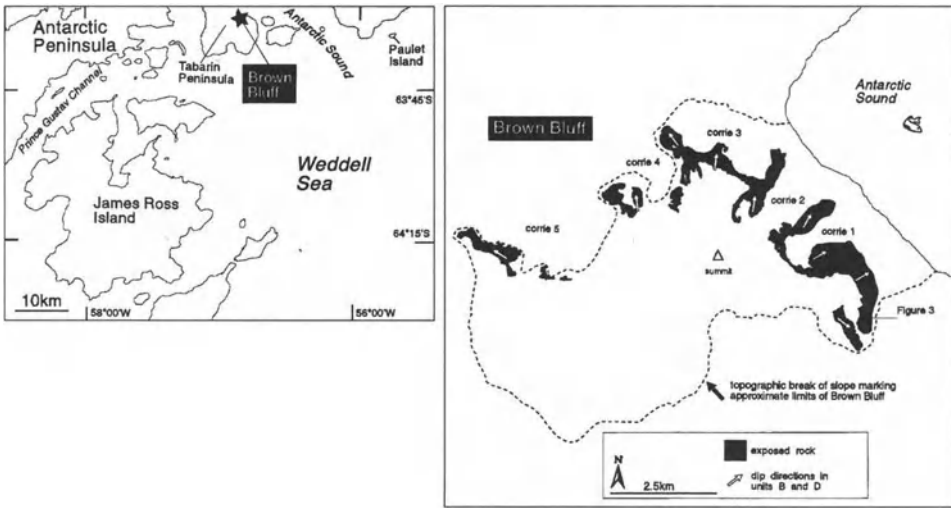 Antarctic
Peninsula
Prince Gustav Channel
Tabarin
Peninsula
Brown
Bluff
Antarctic Sound
Paulet
Island
63°45'S
Weddell
Sea
James Ross
Island
64°15'S
10km
58°00'W
56°00'W
Brown Bluff
Antarctic
Sound
corrie 3
corrie 4
corrie 2
corrie 5
corrie 1
summit
Figure 3
topographic break of slope marking
approximate limits of Brown Bluff
N
2.5km
exposed rock
dip directions in
units B and D